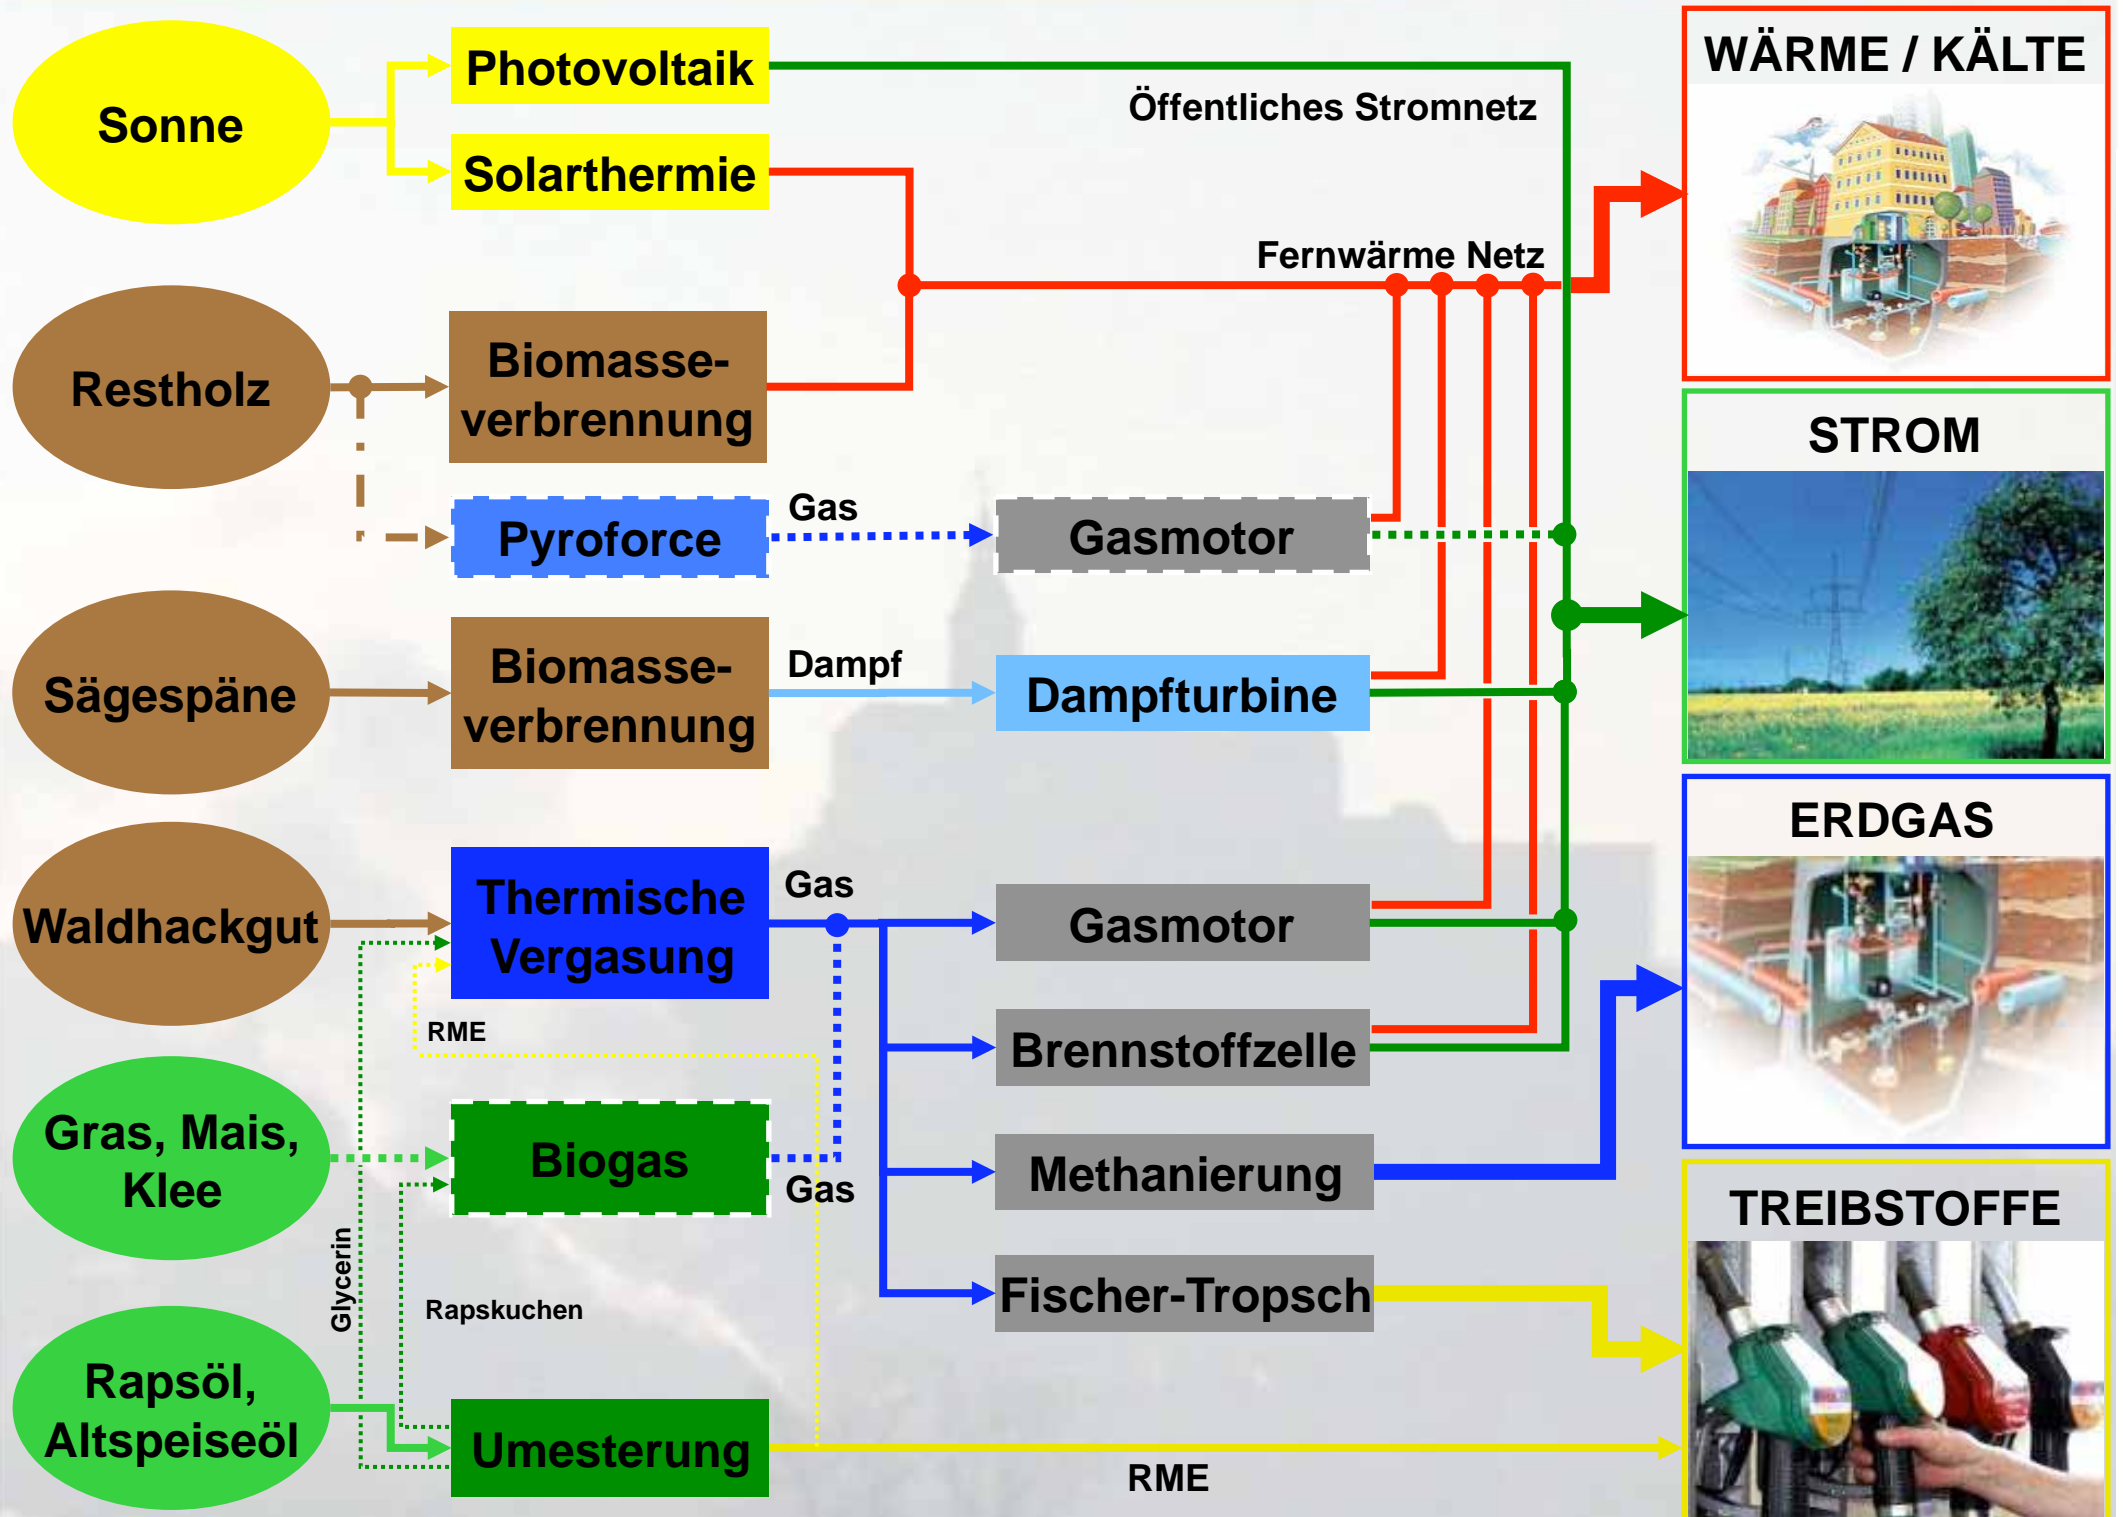 Sonne
Photovoltaik
Öffentliches Stromnetz
WÄRME / KÄLTE
Solarthermie
Fernwärme Netz
Restholz
Biomasse-
verbrennung
STROM
Pyroforce
Gas
Gasmotor
Sägespäne
Biomasse-
verbrennung
Dampf
Dampfturbine
ERDGAS
Waldhackgut
Thermische
Vergasung
Gas
Gasmotor
RME
Brennstoffzelle
Gras, Mais,
Klee
Biogas
Gas
Methanierung
TREIBSTOFFE
Glycerin
Rapskuchen
Fischer-Tropsch
Rapsöl,
Altspeiseöl
Umesterung
RME